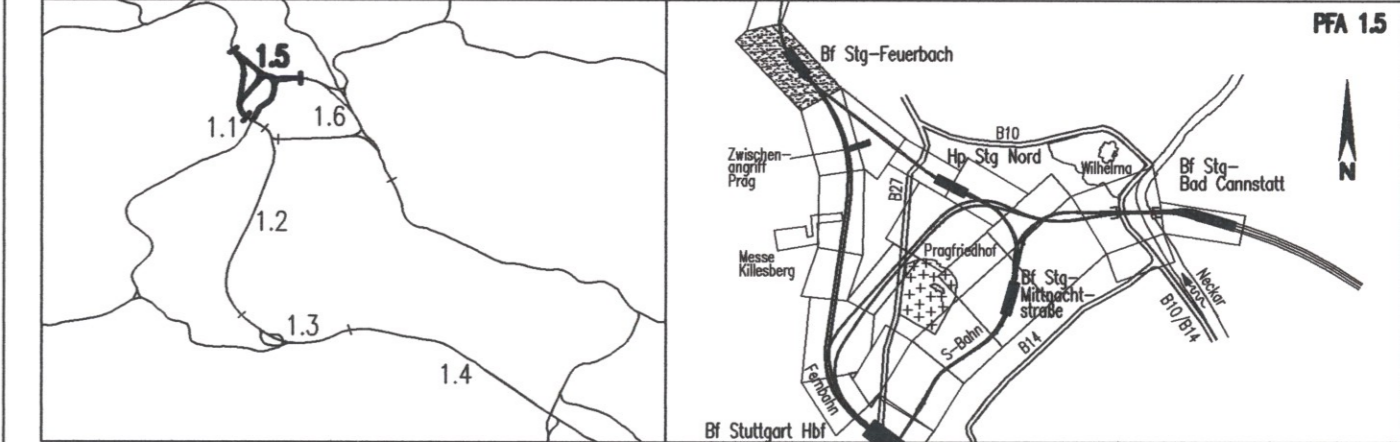 1.5
1.1
1.6
1.2
1.3
1.4
PFA 1.5
Bf Stg-Feuerbach
B10
Zwischen-
angriff
Prag
Hp Stg Nord
Wilhelma
Bf Stg-
Bad Cannstatt
N
B27
Messe
Killesberg
Pragfriedhof
Bf Stg-
Mittnacht-
straße
Neckar
B10/B14
S-Bahn
B14
Fernbahn
Bf Stuttgart Hbf